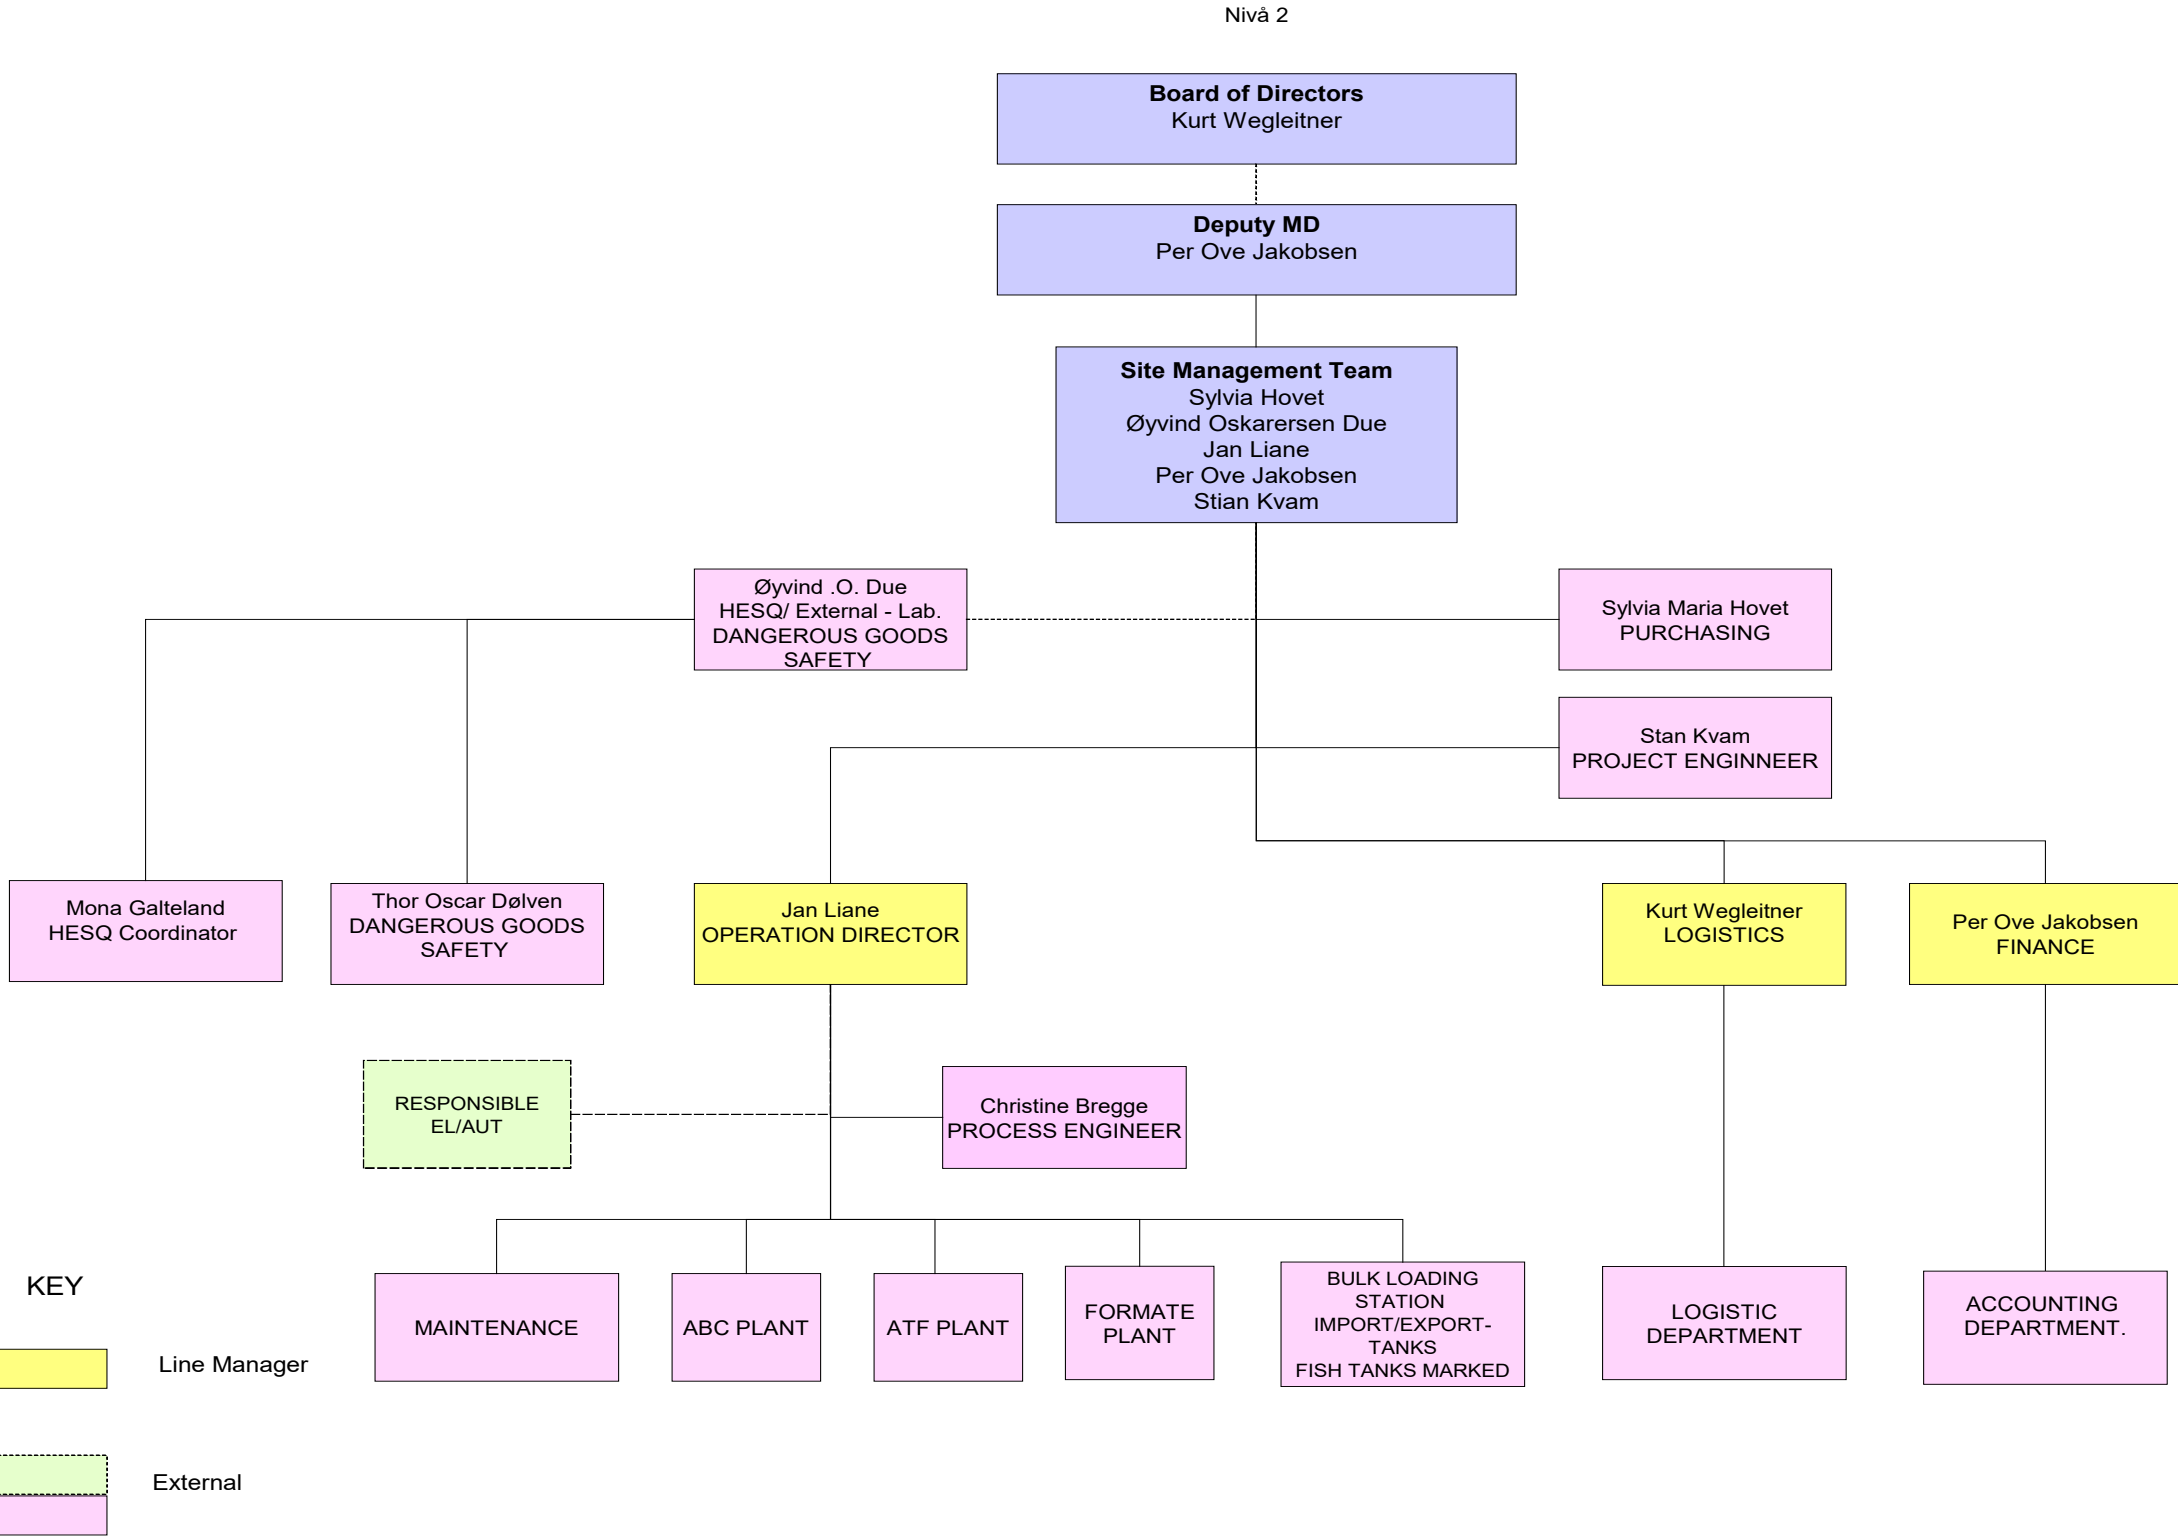 Nivå 2
Board of Directors
Kurt Wegleitner
Deputy MD
Per Ove Jakobsen
Site Management Team
Sylvia Hovet
Øyvind Oskarersen Due
Jan Liane
Per Ove Jakobsen
Stian Kvam
Øyvind .O. Due
HESQ/ External - Lab.
DANGEROUS GOODS
SAFETY
Sylvia Maria Hovet
PURCHASING
Stan Kvam
PROJECT ENGINNEER
Mona Galteland
HESQ Coordinator
Thor Oscar Dølven
DANGEROUS GOODS
SAFETY
Jan Liane
OPERATION DIRECTOR
Kurt Wegleitner
LOGISTICS
Per Ove Jakobsen
FINANCE
RESPONSIBLE
EL/AUT
Christine Bregge
PROCESS ENGINEER
MAINTENANCE
ABC PLANT
ATF PLANT
FORMATE
PLANT
BULK LOADING
STATION
IMPORT/EXPORT-
TANKS
FISH TANKS MARKED
LOGISTIC
DEPARTMENT
ACCOUNTING
DEPARTMENT.
KEY
Line Manager
External